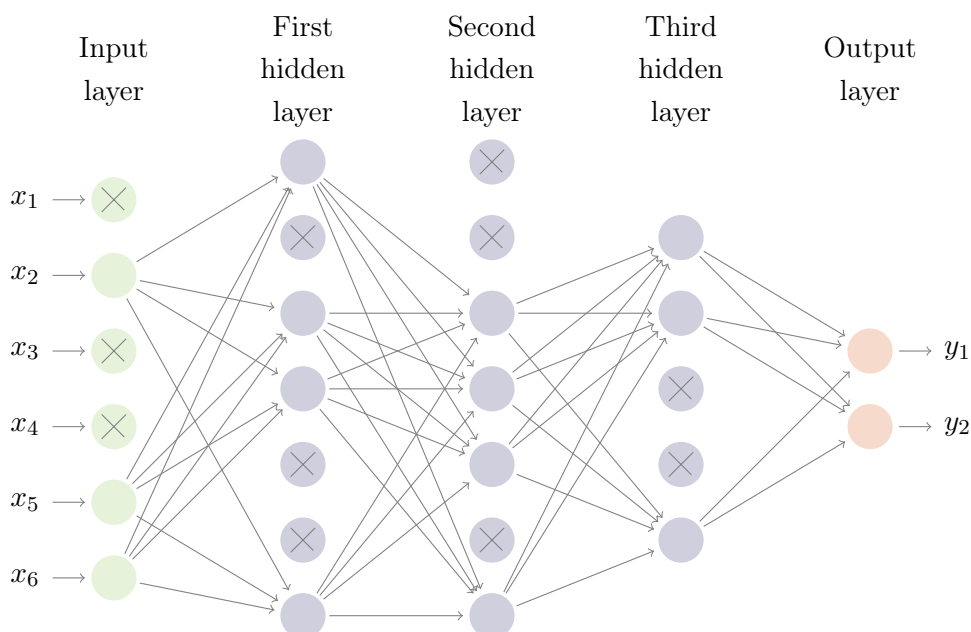 Input
layer
First
hidden
layer
Second
hidden
layer
Third
hidden
layer
Output
layer
x₁
x₂
x₃
x₄
x₅
x₆
y₁
y₂